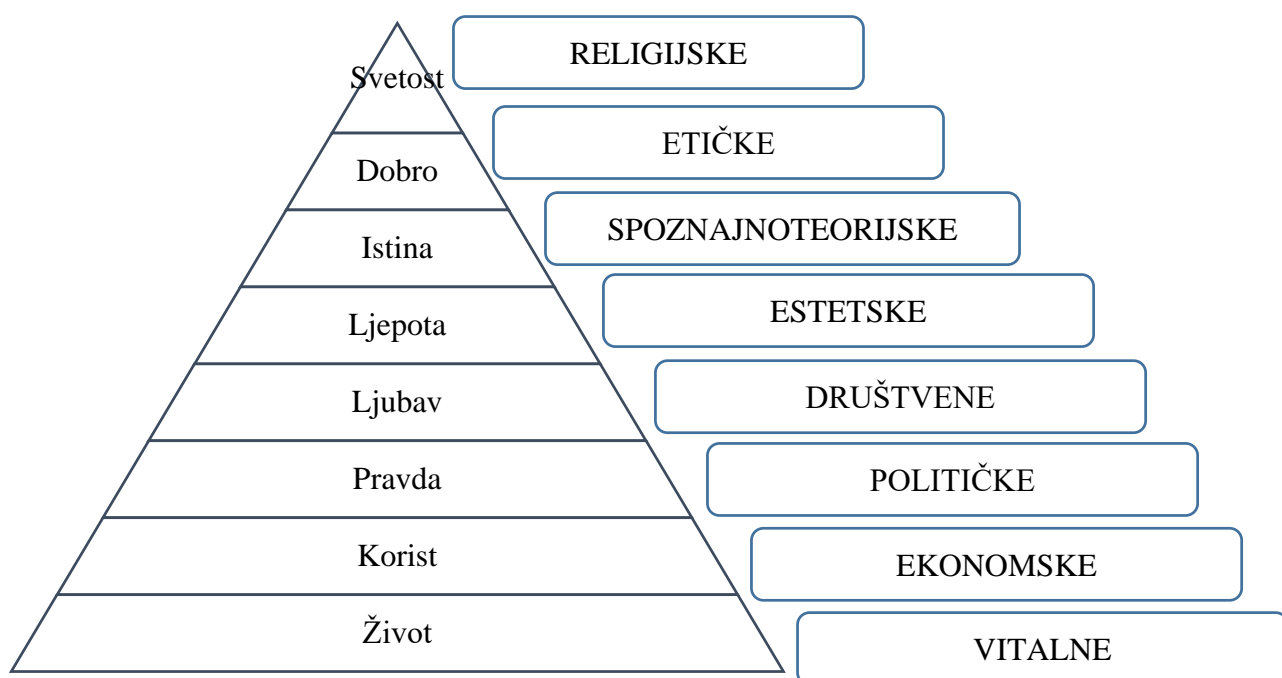 Svetost
RELIGIJSKE
Dobro
ETIČKE
Istina
SPOZNAJNOTEORIJSKE
Ljepota
ESTETSKE
Ljubav
DRUŠTVENE
Pravda
POLITIČKE
Korist
EKONOMSKE
Život
VITALNE